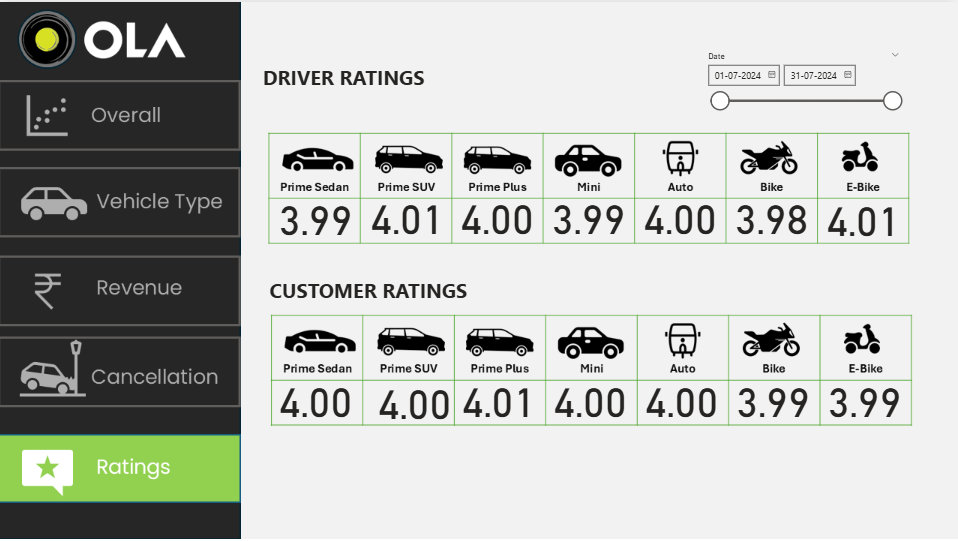 OLA
Overall
Vehicle Type
₹ Revenue
Cancellation
Ratings
Date
01-07-2024 31-07-2024
DRIVER RATINGS
Prime Sedan Prime SUV Prime Plus Mini Auto Bike E-Bike
3.99 4.01 4.00 3.99 4.00 3.98 4.01
CUSTOMER RATINGS
Prime Sedan Prime SUV Prime Plus Mini Auto Bike E-Bike
4.00 4.00 4.01 4.00 4.00 3.99 3.99